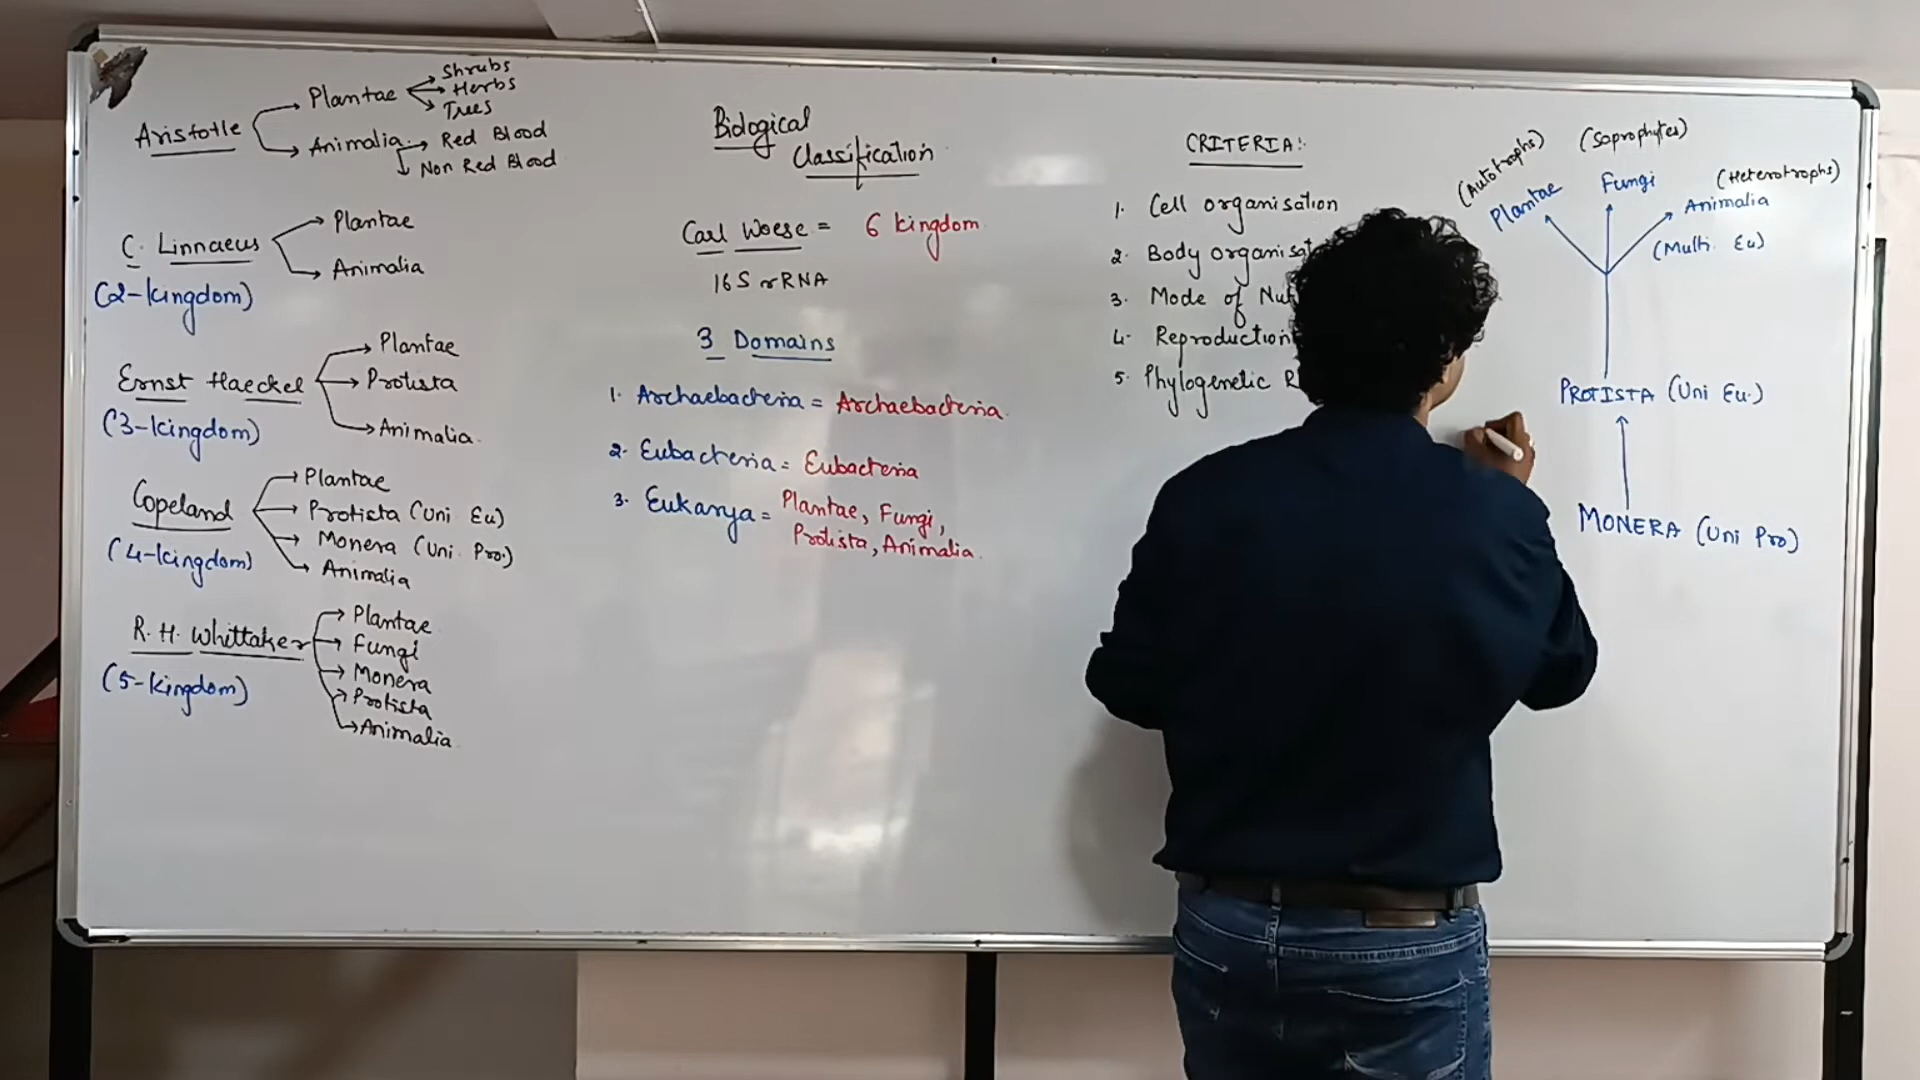 Aristotle
Plantae
Shrubs
Herbs
Trees
Animalia
Red Blood
Non Red Blood
C. Linnaeus
(2-kingdom)
Plantae
Animalia
Ernst Haeckel
(3-kingdom)
Plantae
Protista
Animalia
Copeland
(4-kingdom)
Plantae
Protista (Uni Eu)
Monera (Uni. Pro.)
Animalia
R. H. Whittaker
(5-kingdom)
Plantae
Fungi
Monera
Protista
Animalia
Biological
Classification
Carl Woese = 6 kingdom
16S rRNA
3 Domains
1. Archaebacteria = Archaebacteria
2. Eubacteria = Eubacteria
3. Eukarya = Plantae, Fungi,
Protista, Animalia
CRITERIA:
1. Cell organisation
2. Body
3. Mode of
4. Reproduction
5. Phylogenetic
(Autotrophs)
Plantae
(Saprophytes)
Fungi
(Heterotrophs)
Animalia
(Multi. Eu)
PROTISTA (Uni Eu.)
MONERA (Uni Pro)